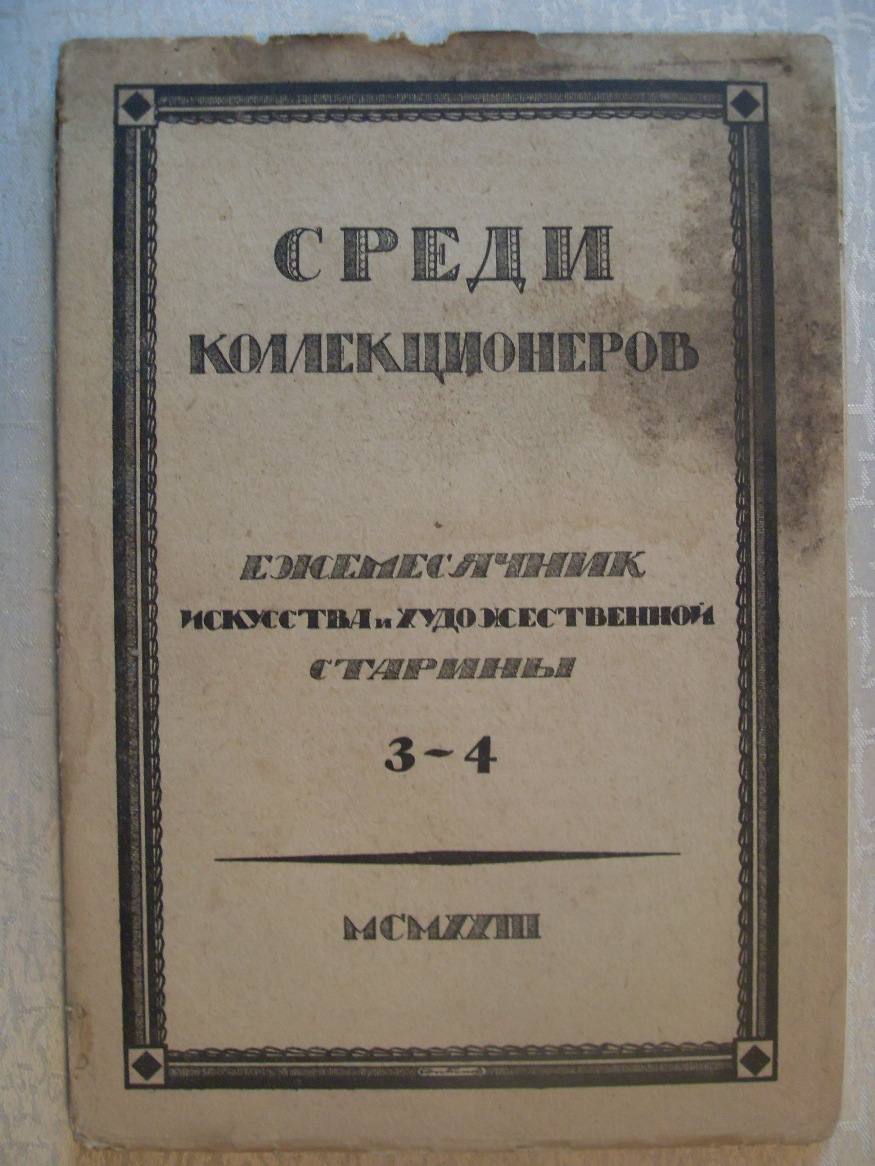 СРЕДИ
КОЛЛЕКЦИОНЕРОВ
ЕЖЕМЕСЯЧНИК
ИСКУССТВА и ХУДОЖЕСТВЕННОЙ
СТАРИНЫ
3-4
MCMXXIII